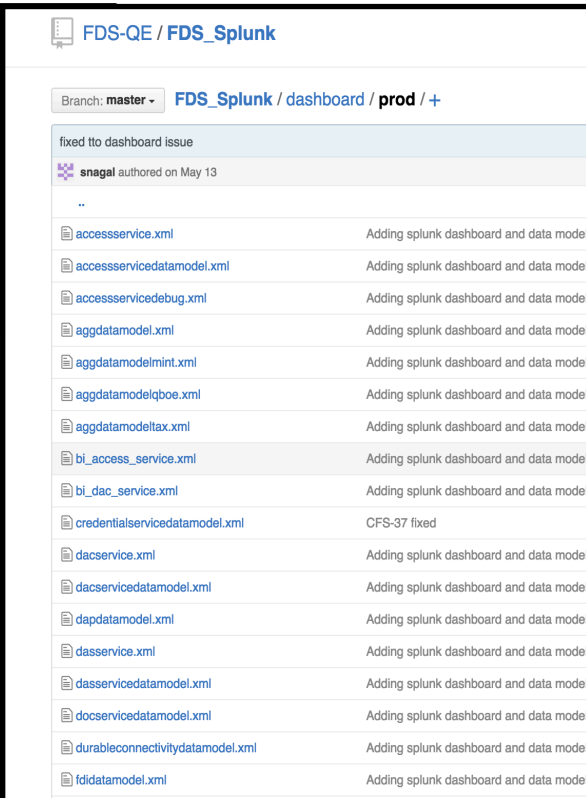 FDS-QE / FDS_Splunk
Branch: master FDS_Splunk / dashboard / prod / +
fixed tto dashboard issue
snagal authored on May 13
..
accessservice.xml Adding splunk dashboard and data mode
accessservicedatamodel.xml Adding splunk dashboard and data mode
accessservicedebug.xml Adding splunk dashboard and data mode
aggdatamodel.xml Adding splunk dashboard and data mode
aggdatamodelmint.xml Adding splunk dashboard and data mode
aggdatamodelqboe.xml Adding splunk dashboard and data mode
aggdatamodeltax.xml Adding splunk dashboard and data mode
bi_access_service.xml Adding splunk dashboard and data mode
bi_dac_service.xml Adding splunk dashboard and data mode
credentialservicedatamodel.xml CFS-37 fixed
dacservice.xml Adding splunk dashboard and data mode
dacservicedatamodel.xml Adding splunk dashboard and data mode
dapdatamodel.xml Adding splunk dashboard and data mode
dasservice.xml Adding splunk dashboard and data mode
dasservicedatamodel.xml Adding splunk dashboard and data mode
docservicedatamodel.xml Adding splunk dashboard and data mode
durableconnectivitydatamodel.xml Adding splunk dashboard and data mode
fdidatamodel.xml Adding splunk dashboard and data mode